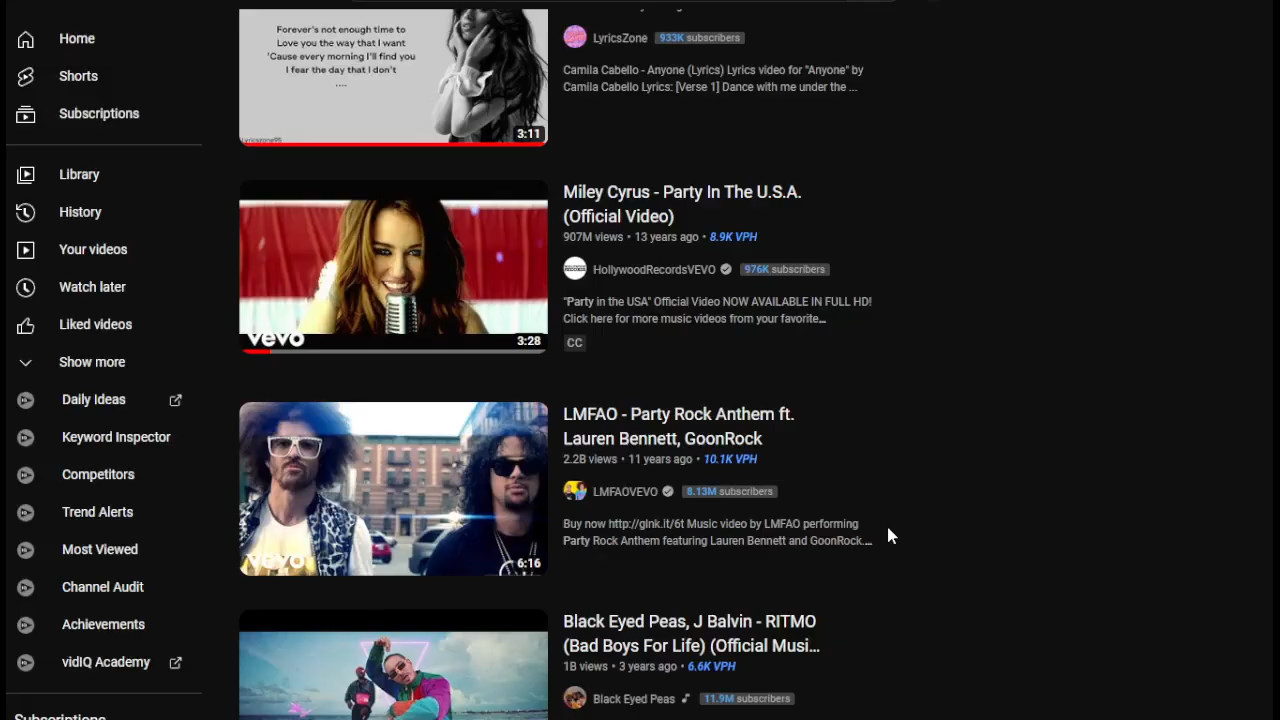 Home
Shorts
Subscriptions
Library
History
Your videos
Watch later
Liked videos
Show more
Daily Ideas
Keyword Inspector
Competitors
Trend Alerts
Most Viewed
Channel Audit
Achievements
vidIQ Academy
Subscriptions
Forever's not enough time to
Love you the way that I want
'Cause every morning I'll find you
I fear the day that I don't
....
3:11
LyricsZone 933K subscribers
Camila Cabello - Anyone (Lyrics) Lyrics video for "Anyone" by
Camila Cabello Lyrics: [Verse 1] Dance with me under the ...
vevo
3:28
Miley Cyrus - Party In The U.S.A.
(Official Video)
907M views • 13 years ago • 8.9K VPH
HollywoodRecordsVEVO 976K subscribers
"Party in the USA" Official Video NOW AVAILABLE IN FULL HD!
Click here for more music videos from your favorite...
CC
vevo
6:16
LMFAO - Party Rock Anthem ft.
Lauren Bennett, GoonRock
2.2B views • 11 years ago • 10.1K VPH
LMFAOVEVO 8.13M subscribers
Buy now http://glnk.it/6t Music video by LMFAO performing
Party Rock Anthem featuring Lauren Bennett and GoonRock....
Black Eyed Peas, J Balvin - RITMO
(Bad Boys For Life) (Official Musi...
1B views • 3 years ago • 6.6K VPH
Black Eyed Peas 11.9M subscribers